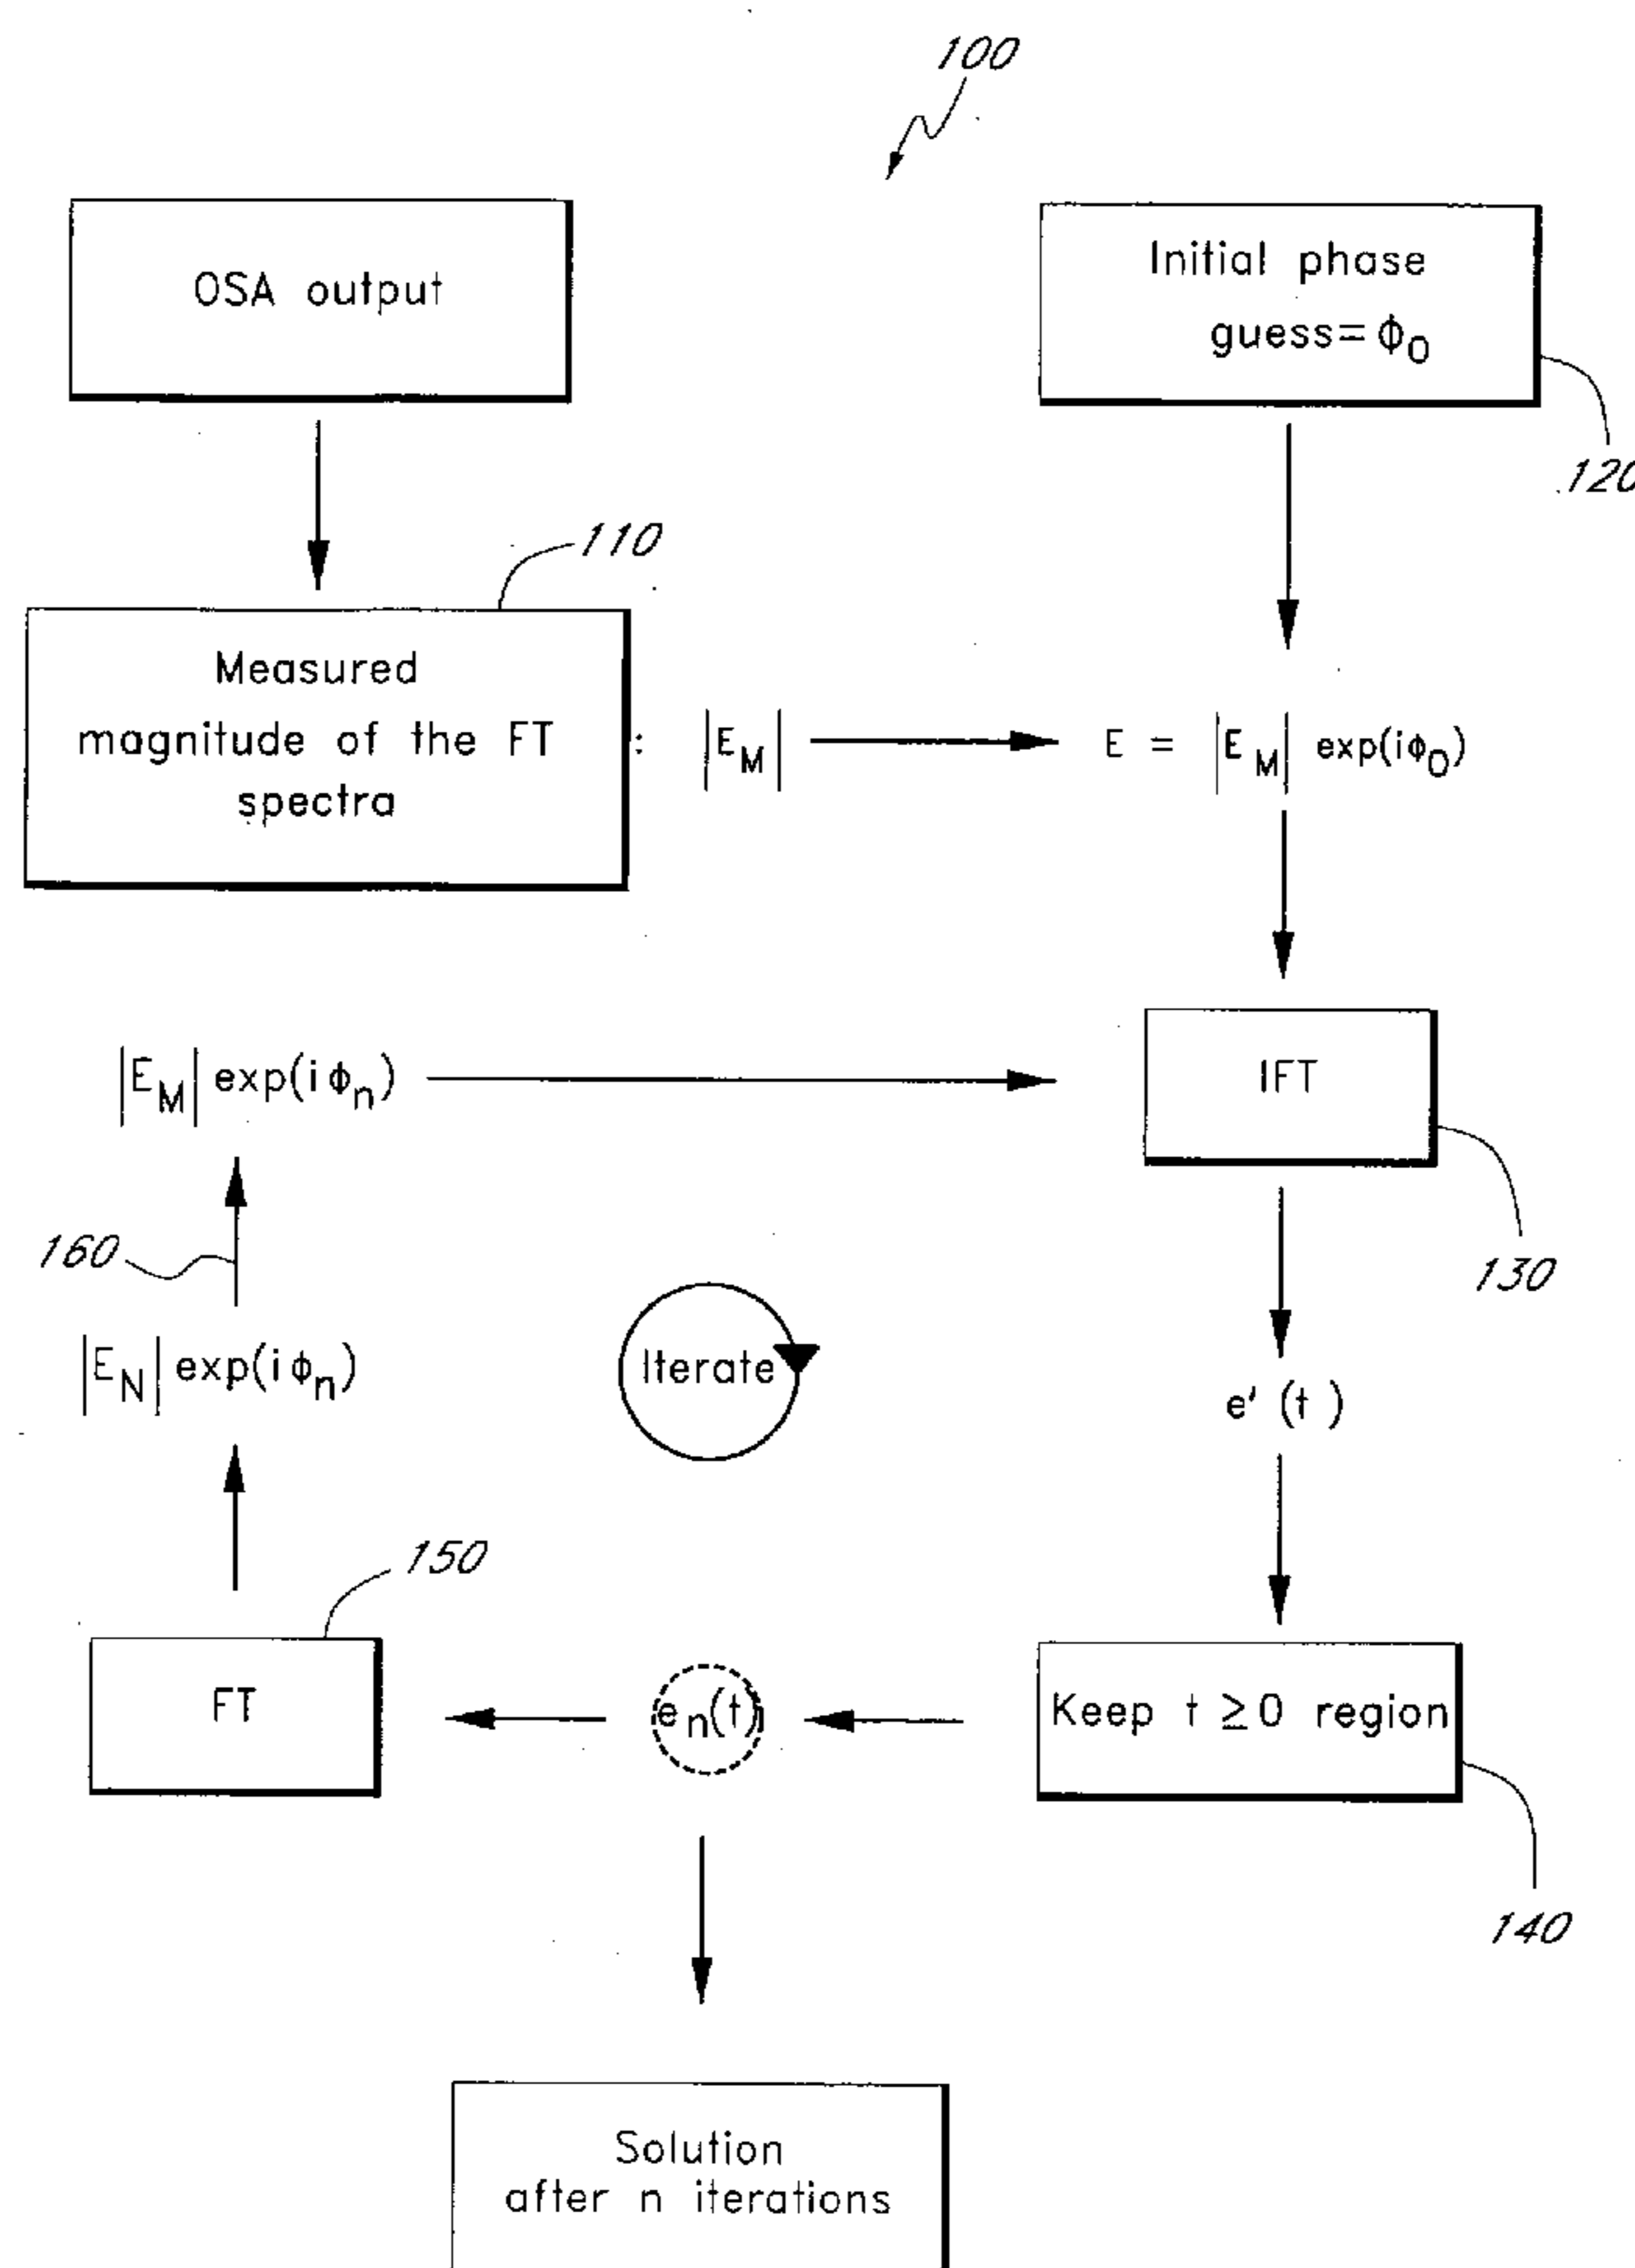 100
OSA output
Initial phase
guess=ϕ0
120
110
Measured
magnitude of the FT
spectra
: |EM|
E = |EM| exp(iϕ0)
|EM| exp(iϕn)
IFT
160
130
|EN| exp(iϕn)
Iterate
e' (t)
150
FT
en(t)
Keep t ≥0 region
140
Solution
after n iterations